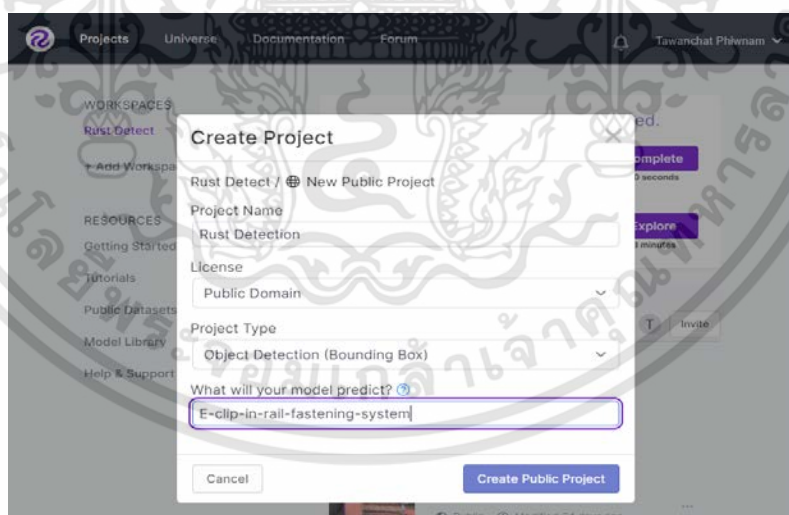 Projects Universe Documentation Forum Tawanchat Phiwnam
WORKSPACES
Rust Detect
+ Add Workspa
RESOURCES
Getting Started
Tutorials
Public Datasets
Model Library
Help & Support
ed.
omplete
0 seconds
Explore
minutes
T Invite
Create Project
Rust Detect / New Public Project
Project Name
Rust Detection
License
Public Domain
Project Type
Object Detection (Bounding Box)
What will your model predict?
E-clip-in-rail-fastening-system
Cancel Create Public Project